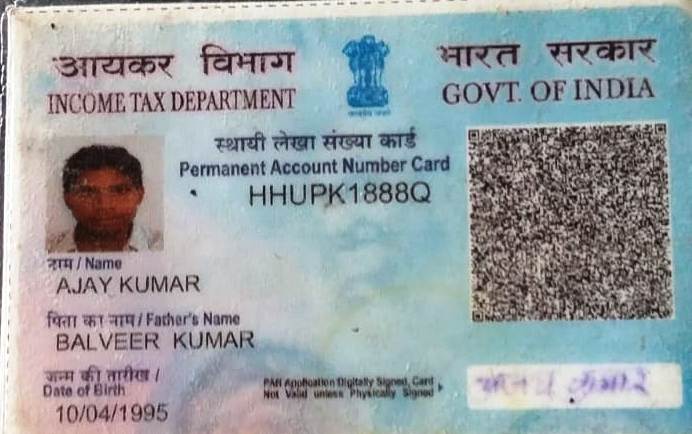 आयकर विभाग
INCOME TAX DEPARTMENT
भारत सरकार
GOVT. OF INDIA
स्थायी लेखा संख्या कार्ड
Permanent Account Number Card
HHUPK1888Q
नाम / Name
AJAY KUMAR
पिता का नाम / Father's Name
BALVEER KUMAR
जन्म की तारीख /
Date of Birth
10/04/1995
PAN Application Digitally Signed, Card
Not Valid unless Physically Signed
कुमार